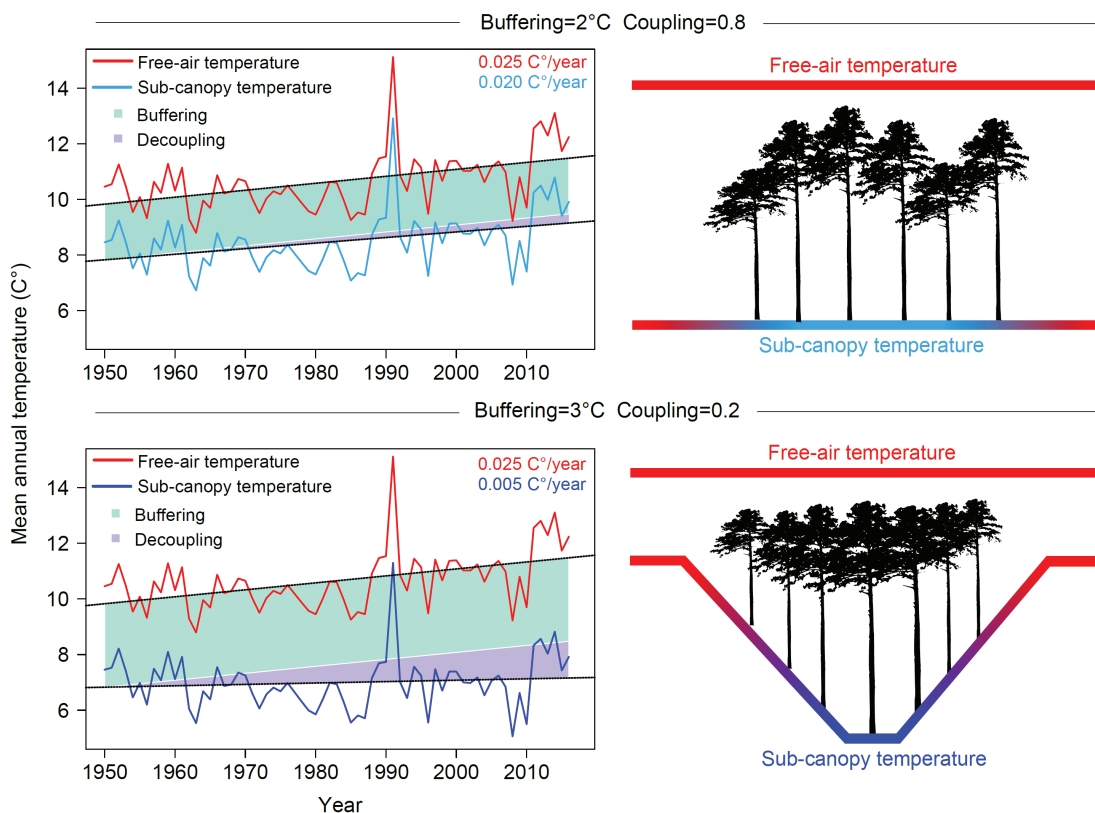 Buffering=2°C  Coupling=0.8
Free-air temperature
Sub-canopy temperature
Buffering
Decoupling
0.025 C°/year
0.020 C°/year
14
12
10
8
6
1950 1960 1970 1980 1990 2000 2010
Free-air temperature
Sub-canopy temperature
Mean annual temperature (C°)
Buffering=3°C  Coupling=0.2
Free-air temperature
Sub-canopy temperature
Buffering
Decoupling
0.025 C°/year
0.005 C°/year
14
12
10
8
6
1950 1960 1970 1980 1990 2000 2010
Year
Free-air temperature
Sub-canopy temperature